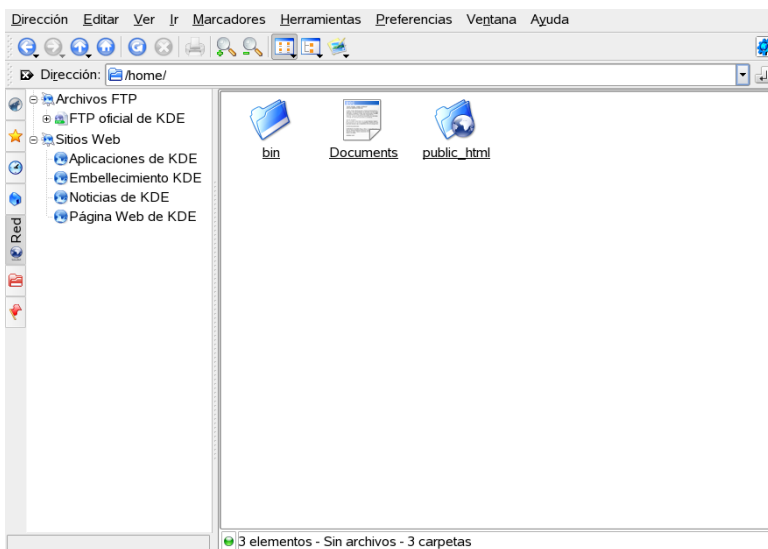 Dirección Editar Ver Ir Marcadores Herramientas Preferencias Ventana Ayuda
Dirección: /home/
Archivos FTP
FTP oficial de KDE
Sitios Web
Aplicaciones de KDE
Embellecimiento KDE
Noticias de KDE
Página Web de KDE
Red
bin Documents public_html
3 elementos - Sin archivos - 3 carpetas